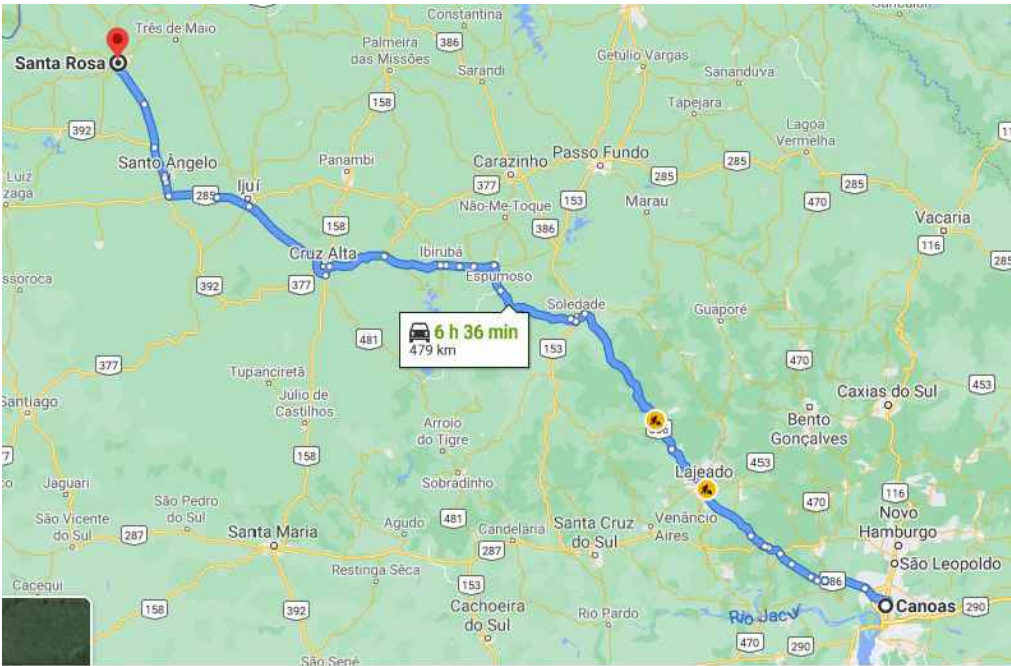 Constantina
Três de Maio
386
Palmeira
das Missões
Getúlio Vargas
Santa Rosa
Sarandi
Sananduva
158
Tapejara
392
Lagoa
Vermelha
Santo Ângelo
Panambi
Carazinho
Passo Fundo
285
285
Luiz
zaga
285
Ijuí
377
285
Não-Me-Toque
153
Marau
470
158
386
Vacaria
116
Cruz Alta
Ibirubá
285
ssoroca
392
377
Espumoso
Soledade
Guaporé
6 h 36 min
479 km
481
153
377
470
Tupanciretã
Caxias do Sul
453
Santiago
Júlio de
Castilhos
Arroio
do Tigre
Bento
Gonçalves
158
Lajeado
453
Jaguari
Sobradinho
470
116
São Pedro
do Sul
São Vicente
do Sul
287
Santa Maria
Agudo
481
Candelária
287
Santa Cruz
do Sul
Venâncio
Aires
Novo
Hamburgo
São Leopoldo
Restinga Sêca
Cacequi
153
86
158
392
Cachoeira
do Sul
Rio Pardo
Rio Jacuí
Canoas
290
470
290
São Sepé